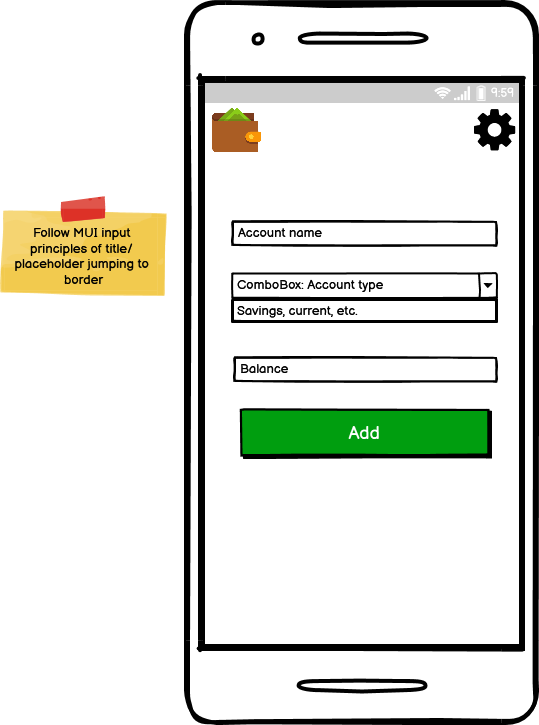 9:59
Follow MUI input
principles of title/
placeholder jumping to
border
Account name
ComboBox: Account type
Savings, current, etc.
Balance
Add